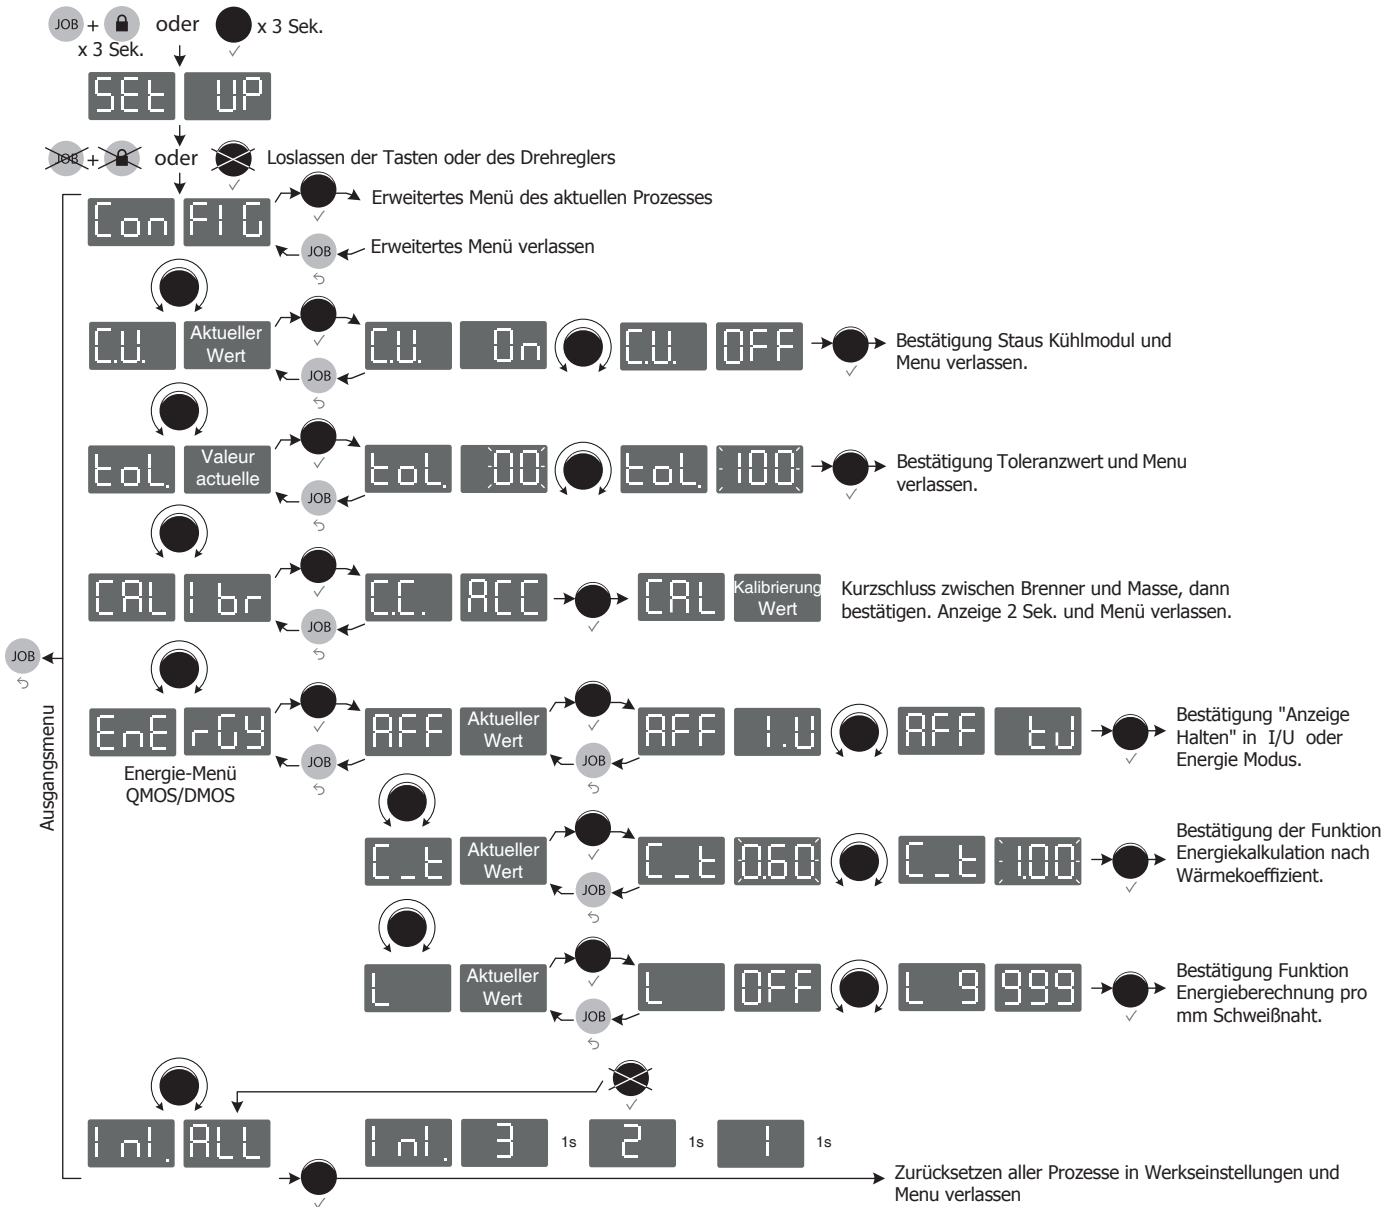 JOB + oder x 3 Sek.
x 3 Sek.
SEt UP
JOB + oder Loslassen der Tasten oder des Drehreglers
Con FIG
Erweitertes Menü des aktuellen Prozesses
JOB Erweitertes Menü verlassen
C.U. Aktueller Wert C.U. On C.U. OFF
Bestätigung Staus Kühlmodul und
Menu verlassen.
JOB
toL. Valeur actuelle toL. 00 toL. 100
Bestätigung Toleranzwert und Menu
verlassen.
JOB
CAL Ibr C.C. ACC CAL Kalibrierung Wert
Kurzschluss zwischen Brenner und Masse, dann
bestätigen. Anzeige 2 Sek. und Menü verlassen.
JOB
JOB
Ausgangsmenu
EnE rGY AFF Aktueller Wert AFF I.U AFF tJ
Bestätigung "Anzeige
Halten" in I/U oder
Energie Modus.
JOB JOB
Energie-Menü
QMOS/DMOS
C_t Aktueller Wert C_t 0.60 C_t 1.00
Bestätigung der Funktion
Energiekalkulation nach
Wärmekoeffizient.
JOB
L Aktueller Wert L OFF L 9 999
Bestätigung Funktion
Energieberechnung pro
mm Schweißnaht.
JOB
InI. ALL InI. 3 1s 2 1s 1 1s
Zurücksetzen aller Prozesse in Werkseinstellungen und
Menu verlassen